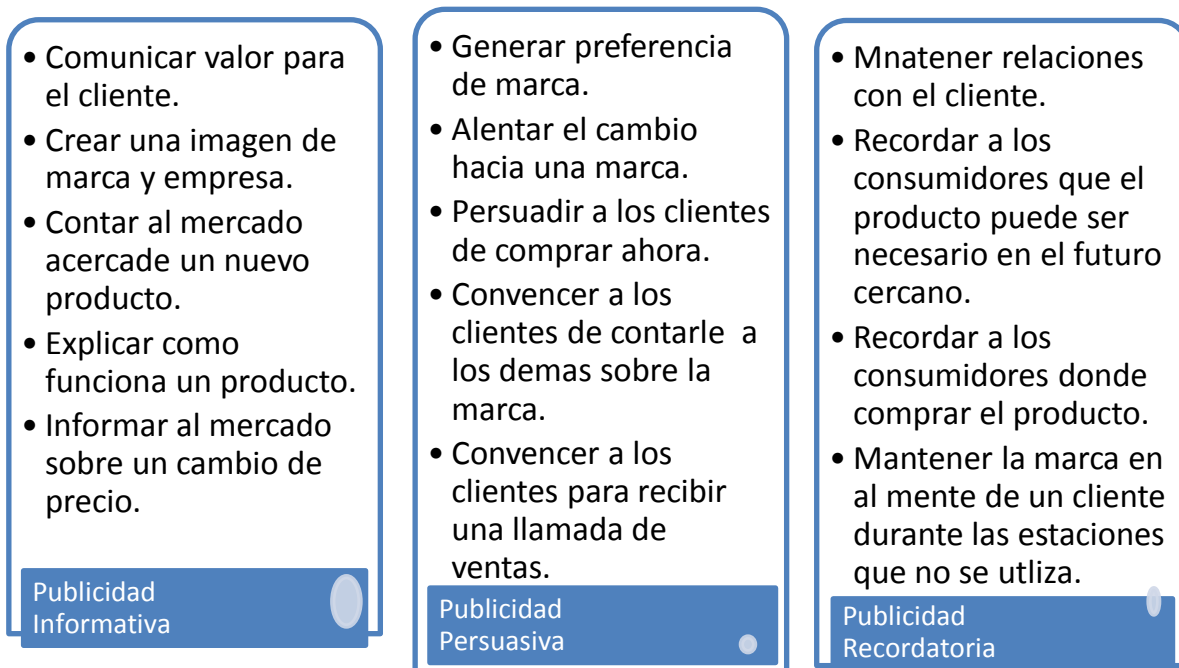 • Comunicar valor para
el cliente.
• Crear una imagen de
marca y empresa.
• Contar al mercado
acercade un nuevo
producto.
• Explicar como
funciona un producto.
• Informar al mercado
sobre un cambio de
precio.
Publicidad
Informativa
• Generar preferencia
de marca.
• Alentar el cambio
hacia una marca.
• Persuadir a los clientes
de comprar ahora.
• Convencer a los
clientes de contarle  a
los demas sobre la
marca.
• Convencer a los
clientes para recibir
una llamada de
ventas.
Publicidad
Persuasiva
• Mnatener relaciones
con el cliente.
• Recordar a los
consumidores que el
producto puede ser
necesario en el futuro
cercano.
• Recordar a los
consumidores donde
comprar el producto.
• Mantener la marca en
al mente de un cliente
durante las estaciones
que no se utliza.
Publicidad
Recordatoria